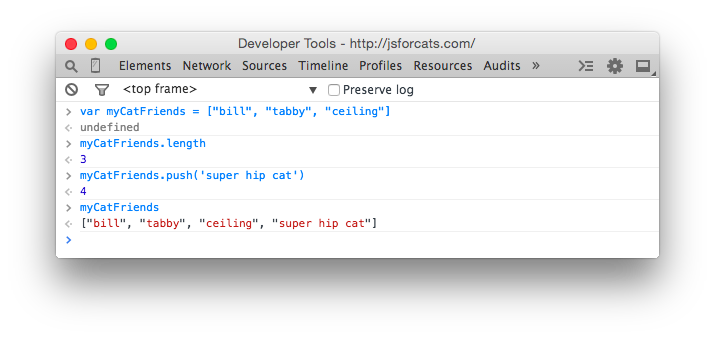 Developer Tools - http://jsforcats.com/
Elements Network Sources Timeline Profiles Resources Audits »
<top frame> ▼ Preserve log
> var myCatFriends = ["bill", "tabby", "ceiling"]
undefined
> myCatFriends.length
3
> myCatFriends.push('super hip cat')
4
> myCatFriends
["bill", "tabby", "ceiling", "super hip cat"]
>